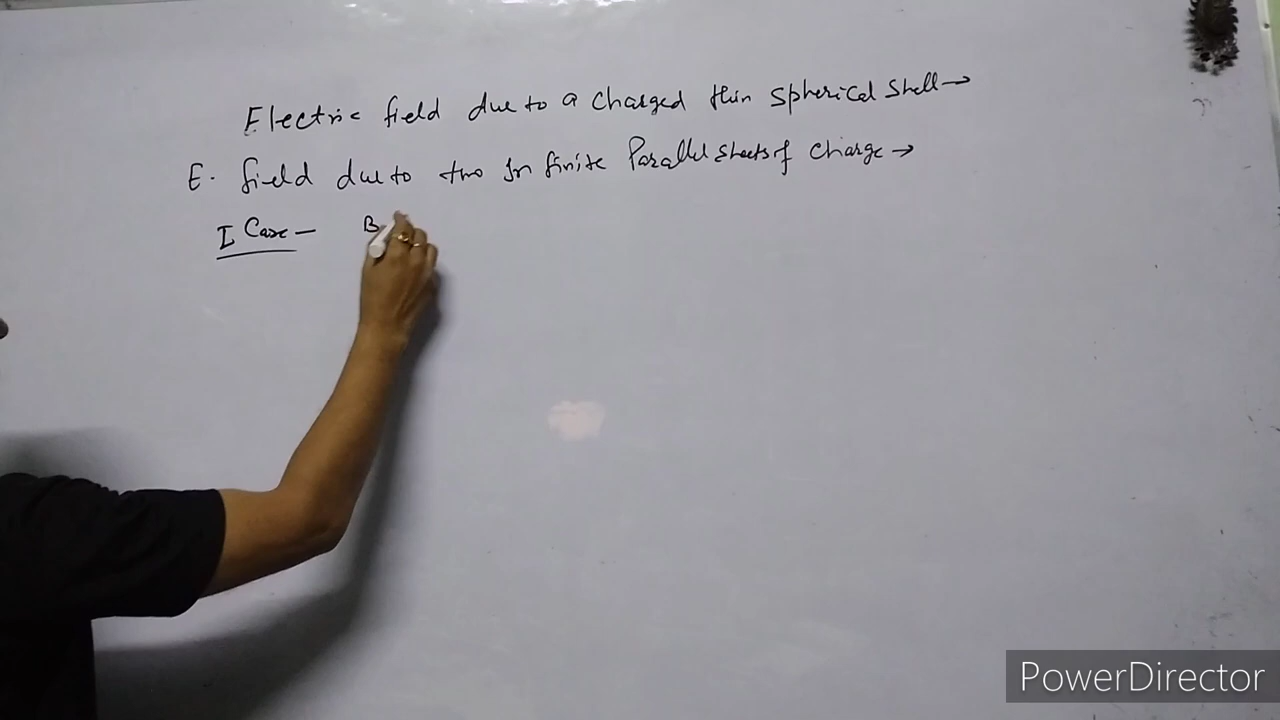 Electric field due to a charged thin spherical shell→
E. field due to two Infinite Parallel sheets of charge→
I Case – B
PowerDirector